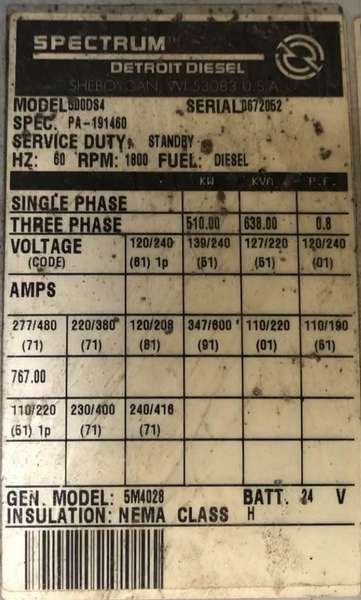 SPECTRUM
DETROIT DIESEL
SHEBOYGAN, WI 53083 U.S.A.
MODEL 500DS4 SERIAL 0672052
SPEC. PA-191460
SERVICE DUTY: STANDBY
HZ: 60 RPM: 1800 FUEL: DIESEL
KW KVA P.F.
SINGLE PHASE
THREE PHASE 510.00 638.00 0.8
VOLTAGE 120/240 139/240 127/220 120/240
(CODE) (61) 1p (51) (51) (01)
AMPS
277/480 220/380 120/208 347/600 110/220 110/190
(71) (71) (61) (91) (01) (61)
767.00
110/220 230/400 240/416
(51) 1p (71) (71)
GEN. MODEL: 5M4028 BATT. 24 V
INSULATION: NEMA CLASS H